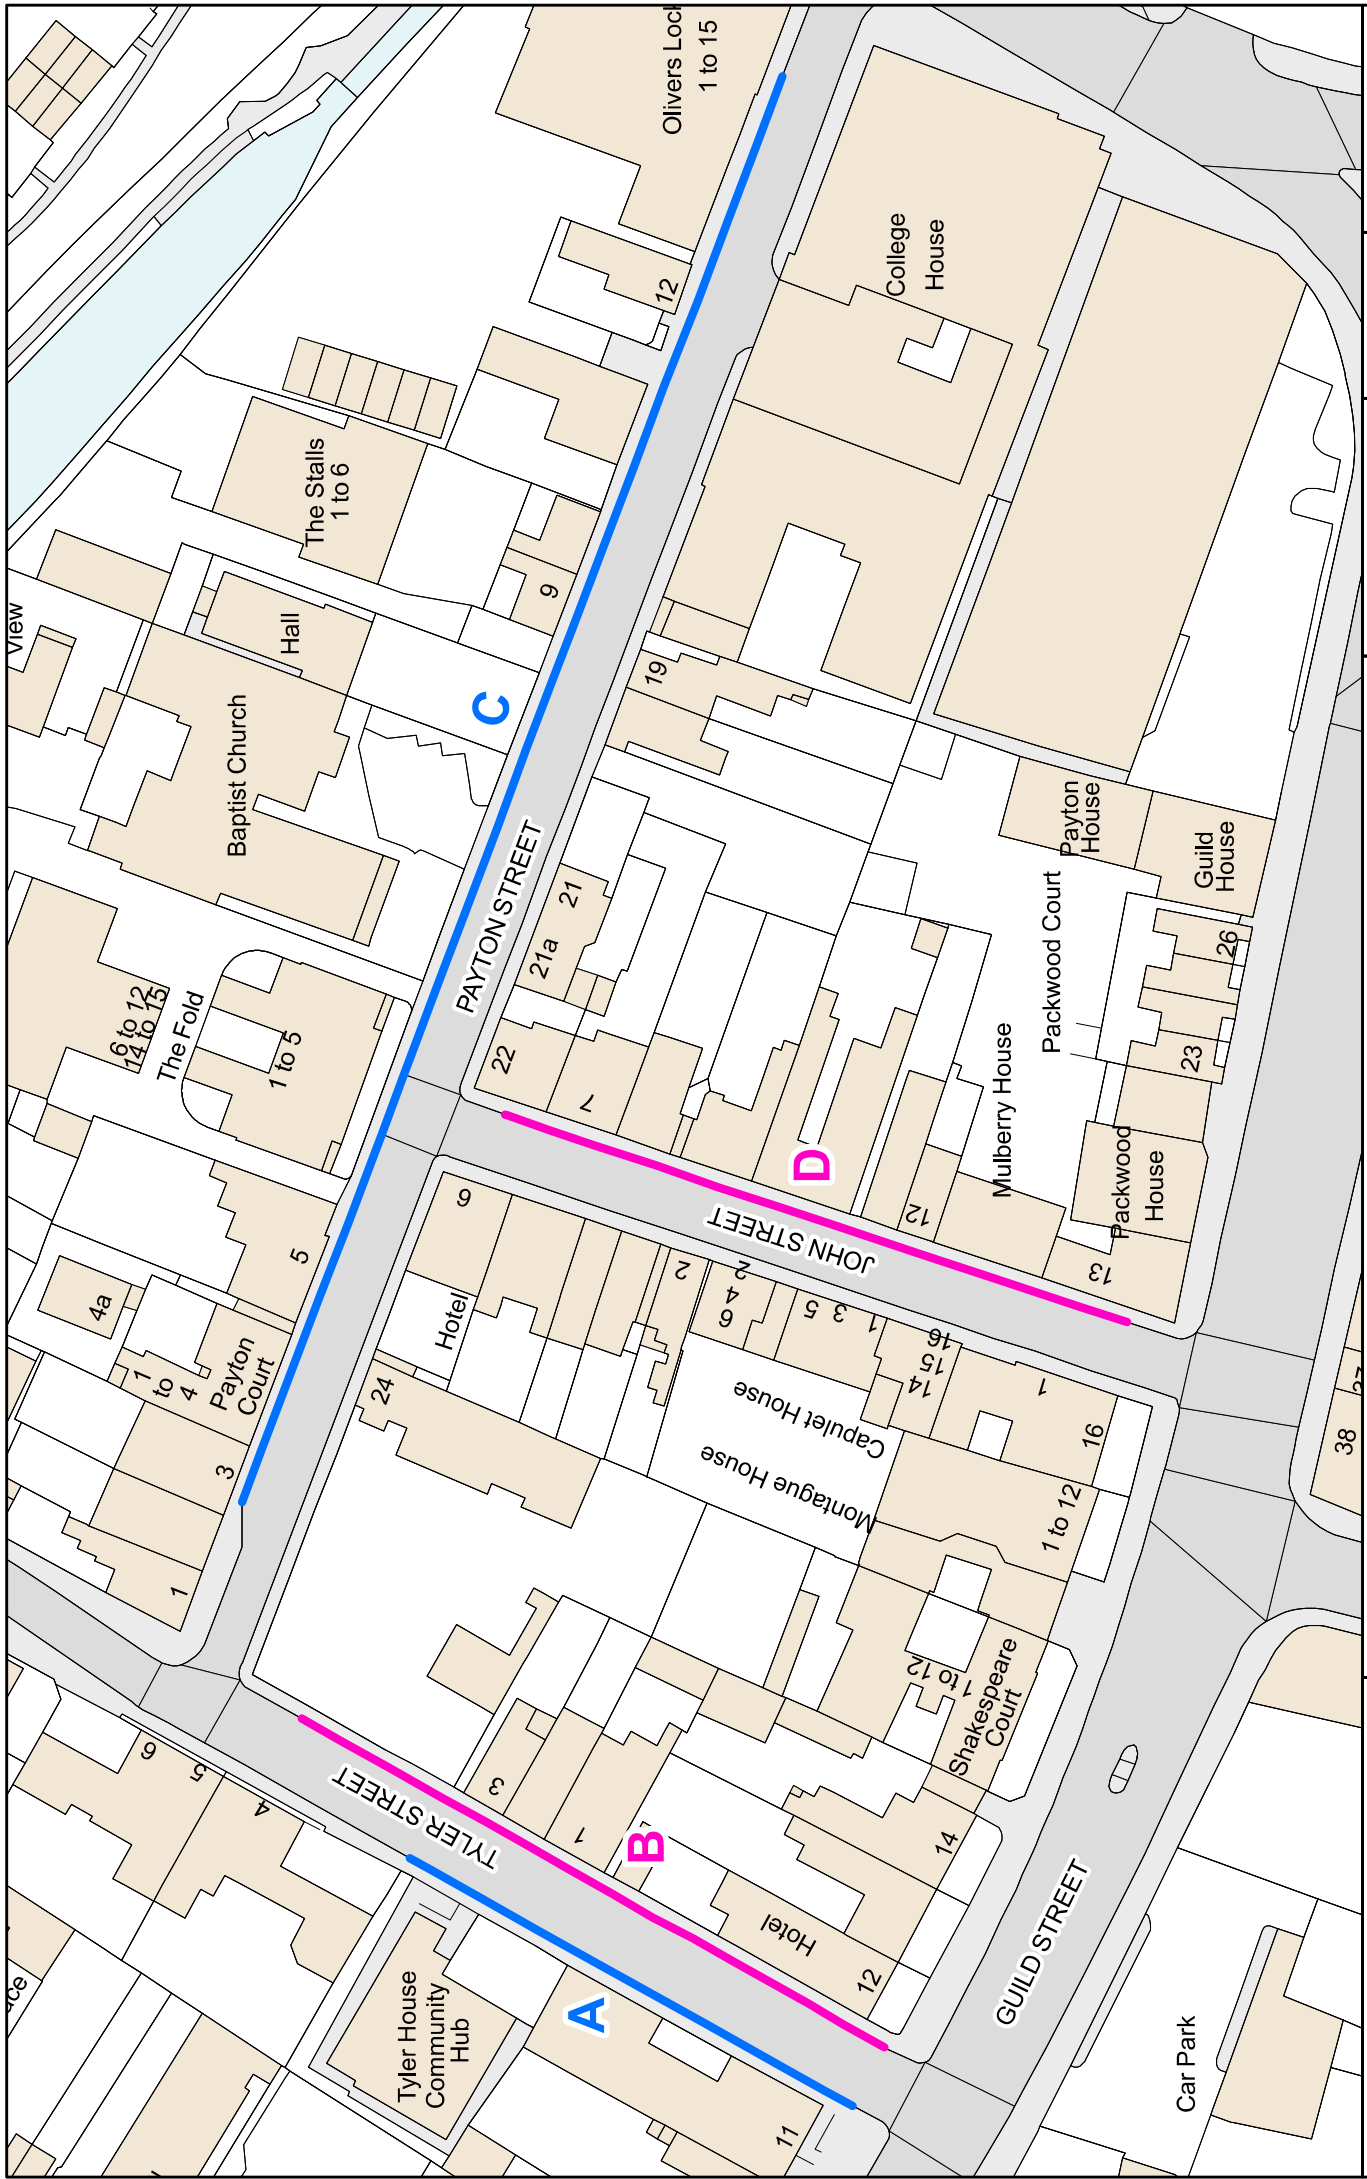 Olivers Lock
1 to 15
College
House
12
The Stalls
1 to 6
9
Hall
View
Baptist Church
C
19
PAYTON STREET
21
21a
22
7
6 to 12
14 to 15
The Fold
1 to 5
Payton
House
Guild
House
Packwood Court
26
23
Mulberry House
Packwood
House
D
JOHN STREET
12
13
5
4a
1
to
4
Payton
Court
3
1
6
Hotel
24
2
2
4
6
5
3
1
16
15
14
1
16
Capulet House
Montague House
1 to 12
1 to 12
Shakespeare
Court
38
37
6
5
4
TYLER STREET
3
1
B
Hotel
14
12
GUILD STREET
A
Tyler House
Community
Hub
11
Car Park